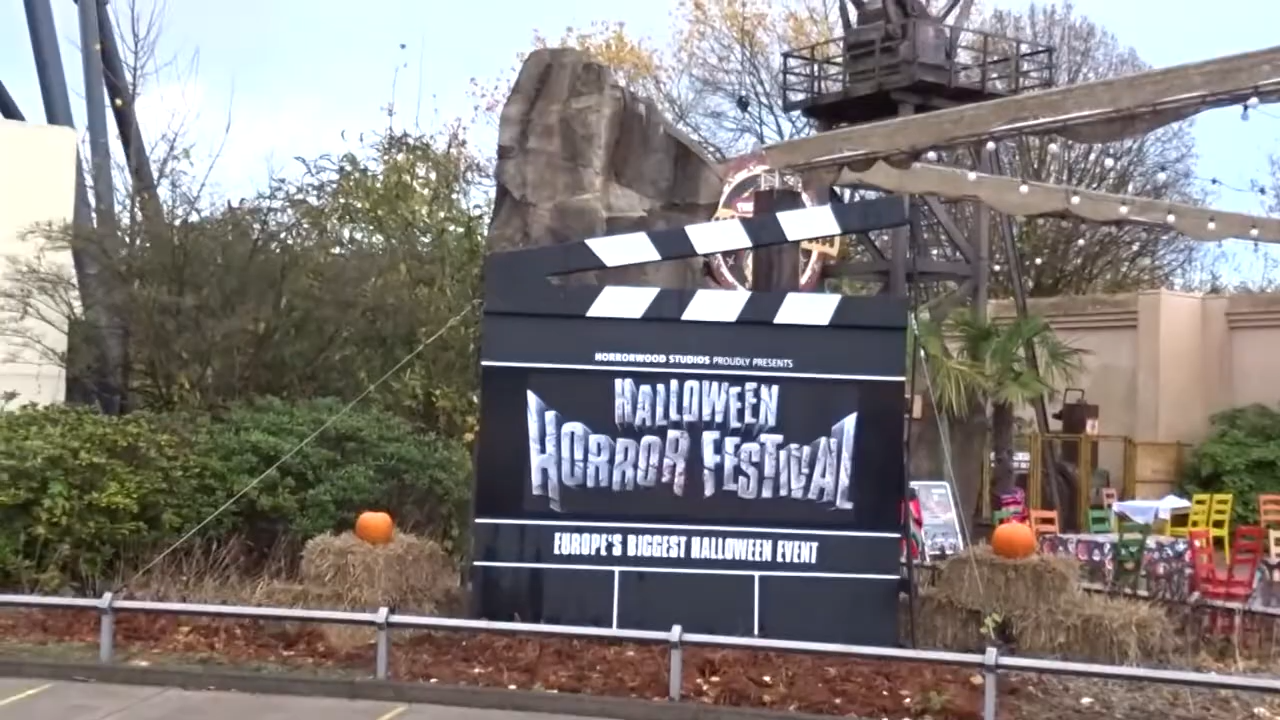 HORRORWOOD STUDIOS PROUDLY PRESENTS
HALLOWEEN
HORROR FESTIVAL
EUROPE'S BIGGEST HALLOWEEN EVENT